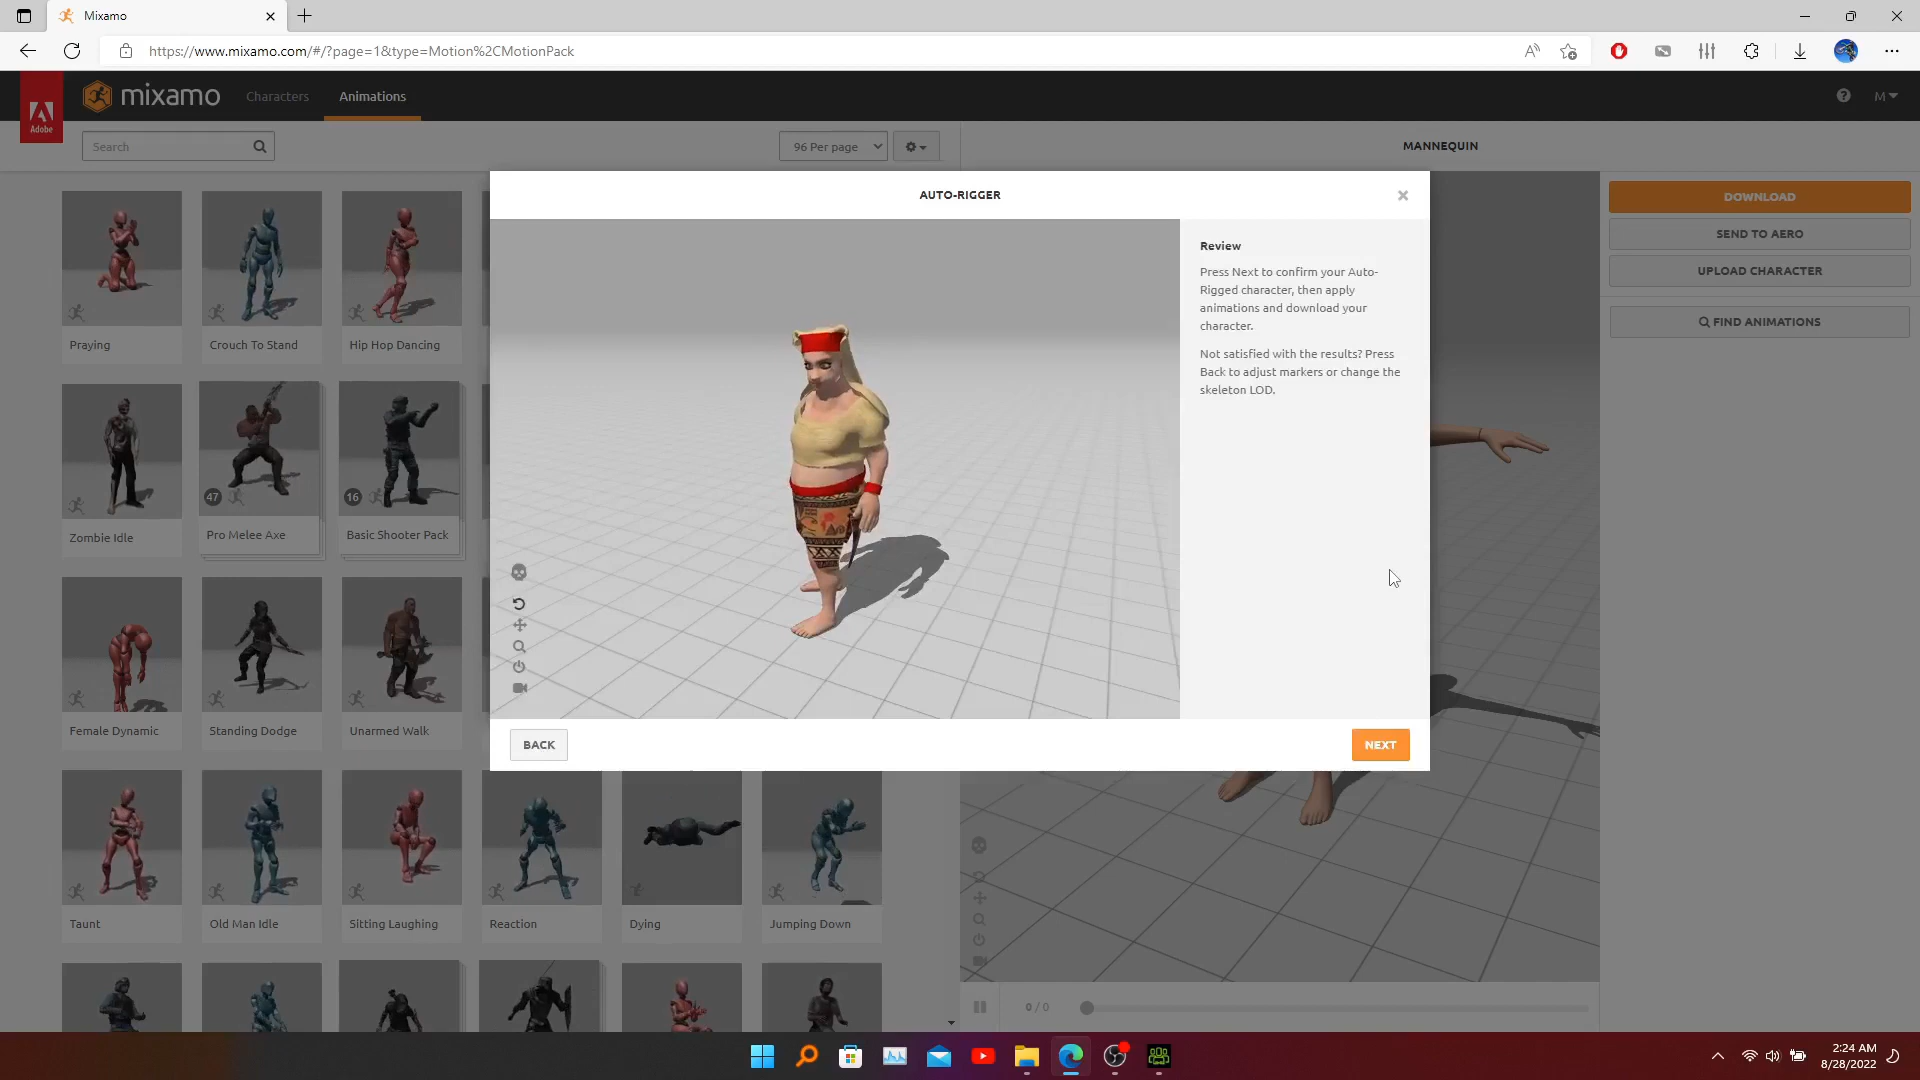 Mixamo
https://www.mixamo.com/#/?page=1&type=Motion%2CMotionPack
Adobe
mixamo
Characters
Animations
M
Search
96 Per page
MANNEQUIN
AUTO-RIGGER
DOWNLOAD
SEND TO AERO
UPLOAD CHARACTER
FIND ANIMATIONS
Review
Press Next to confirm your Auto-
Rigged character, then apply
animations and download your
character.
Not satisfied with the results? Press
Back to adjust markers or change the
skeleton LOD.
BACK
NEXT
Praying
Crouch To Stand
Hip Hop Dancing
47
16
Zombie Idle
Pro Melee Axe
Basic Shooter Pack
Female Dynamic
Standing Dodge
Unarmed Walk
Taunt
Old Man Idle
Sitting Laughing
Reaction
Dying
Jumping Down
0 / 0
2:24 AM
8/28/2022